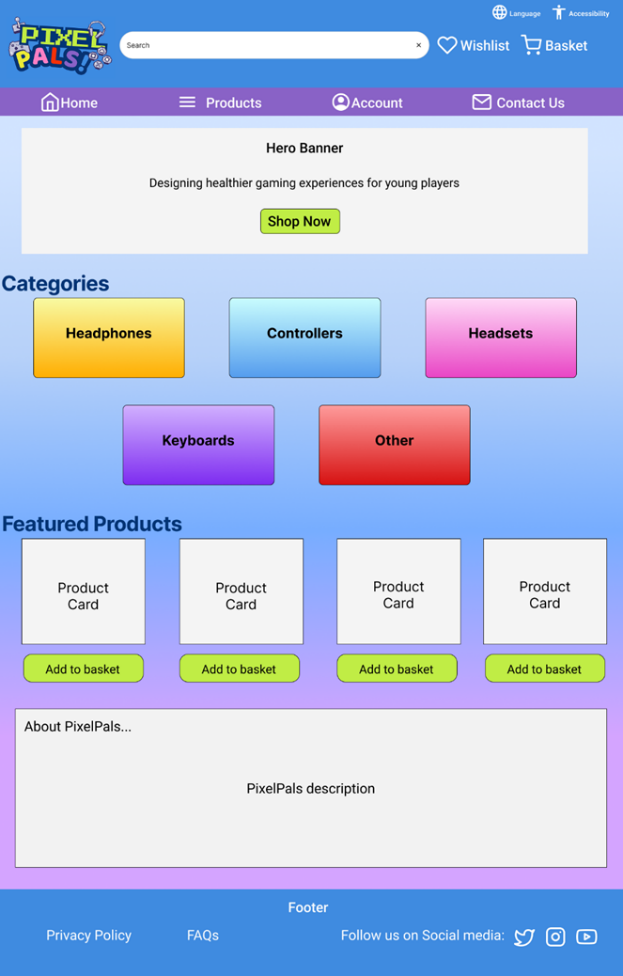 Language Accessibility
PIXEL
PALS!
Search × Wishlist Basket
Home Products Account Contact Us
Hero Banner
Designing healthier gaming experiences for young players
Shop Now
Categories
Headphones Controllers Headsets
Keyboards Other
Featured Products
Product
Card
Product
Card
Product
Card
Product
Card
Add to basket Add to basket Add to basket Add to basket
About PixelPals...
PixelPals description
Footer
Privacy Policy FAQs Follow us on Social media: